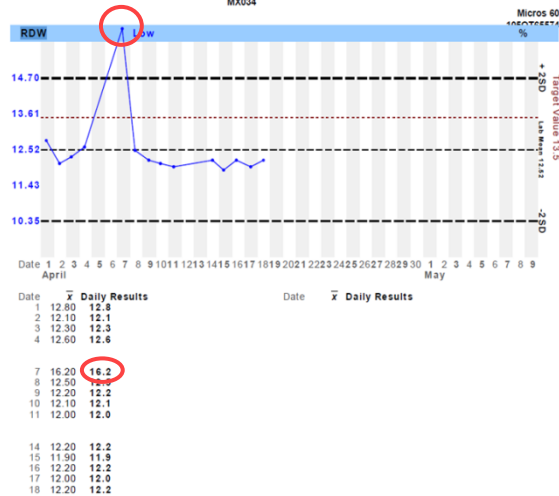 MX034
Micros 60
RDW Low %
14.70
13.61
12.52
11.43
10.35
+ 2SD
Target Value 13.5
Lab Mean 12.52
-2SD
Date 1 2 3 4 5 6 7 8 9 10 11 12 13 14 15 16 17 18 19 20 21 22 23 24 25 26 27 28 29 30 1 2 3 4 5 6 7 8 9
April May
Date x̅ Daily Results Date x̅ Daily Results
1 12.80 12.8
2 12.10 12.1
3 12.30 12.3
4 12.60 12.6
7 16.20 16.2
8 12.50
9 12.20 12.2
10 12.10 12.1
11 12.00 12.0
14 12.20 12.2
15 11.90 11.9
16 12.20 12.2
17 12.00 12.0
18 12.20 12.2